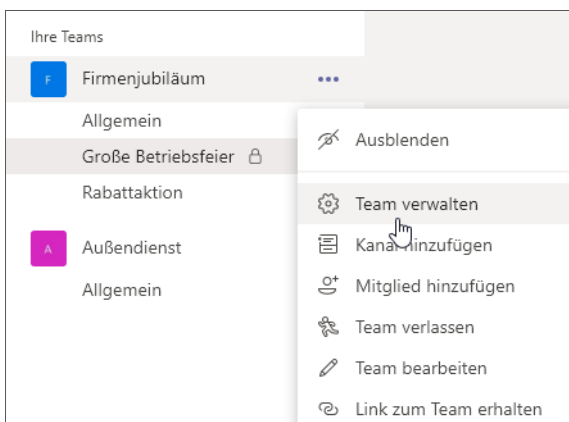 Ihre Teams
F Firmenjubiläum •••
Allgemein
Große Betriebsfeier
Rabattaktion
A Außendienst
Allgemein
Ausblenden
Team verwalten
Kanal hinzufügen
Mitglied hinzufügen
Team verlassen
Team bearbeiten
Link zum Team erhalten